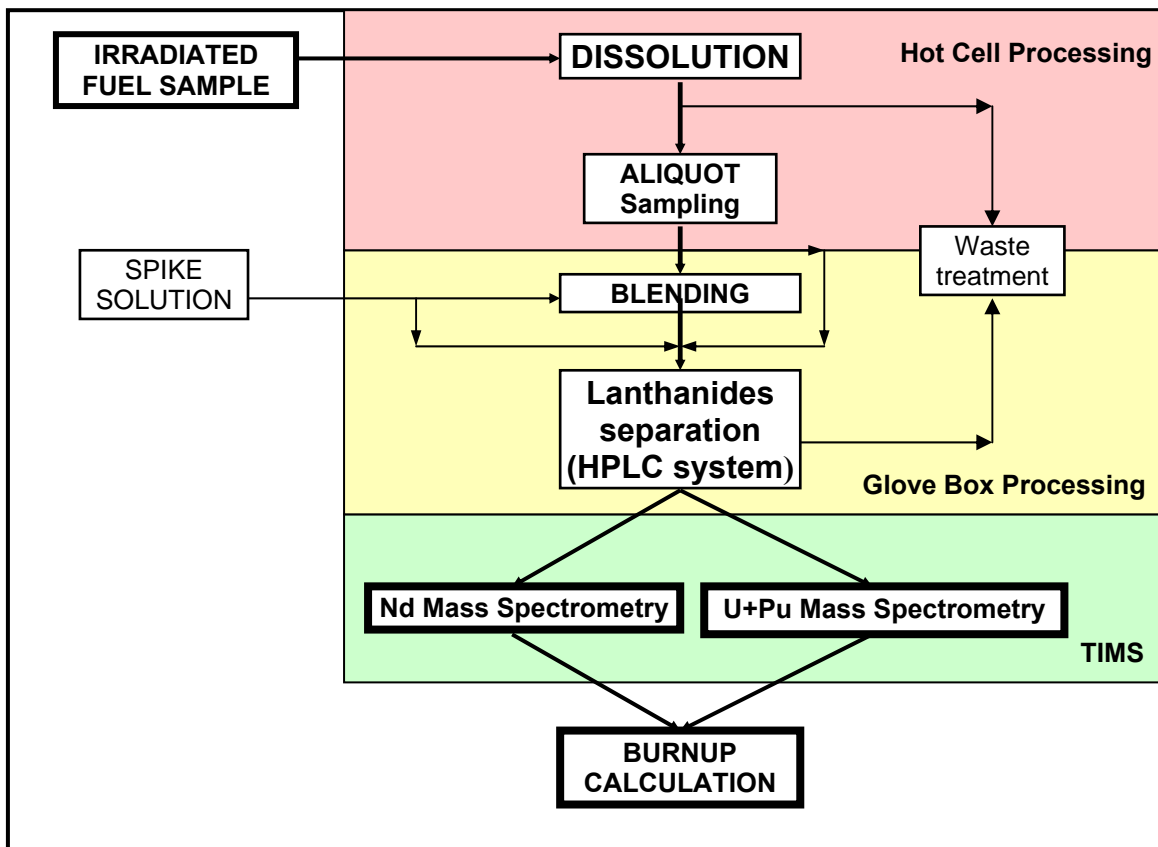 IRRADIATED
FUEL SAMPLE
DISSOLUTION
Hot Cell Processing
ALIQUOT
Sampling
SPIKE
SOLUTION
BLENDING
Waste
treatment
Lanthanides
separation
(HPLC system)
Glove Box Processing
Nd Mass Spectrometry
U+Pu Mass Spectrometry
TIMS
BURNUP
CALCULATION